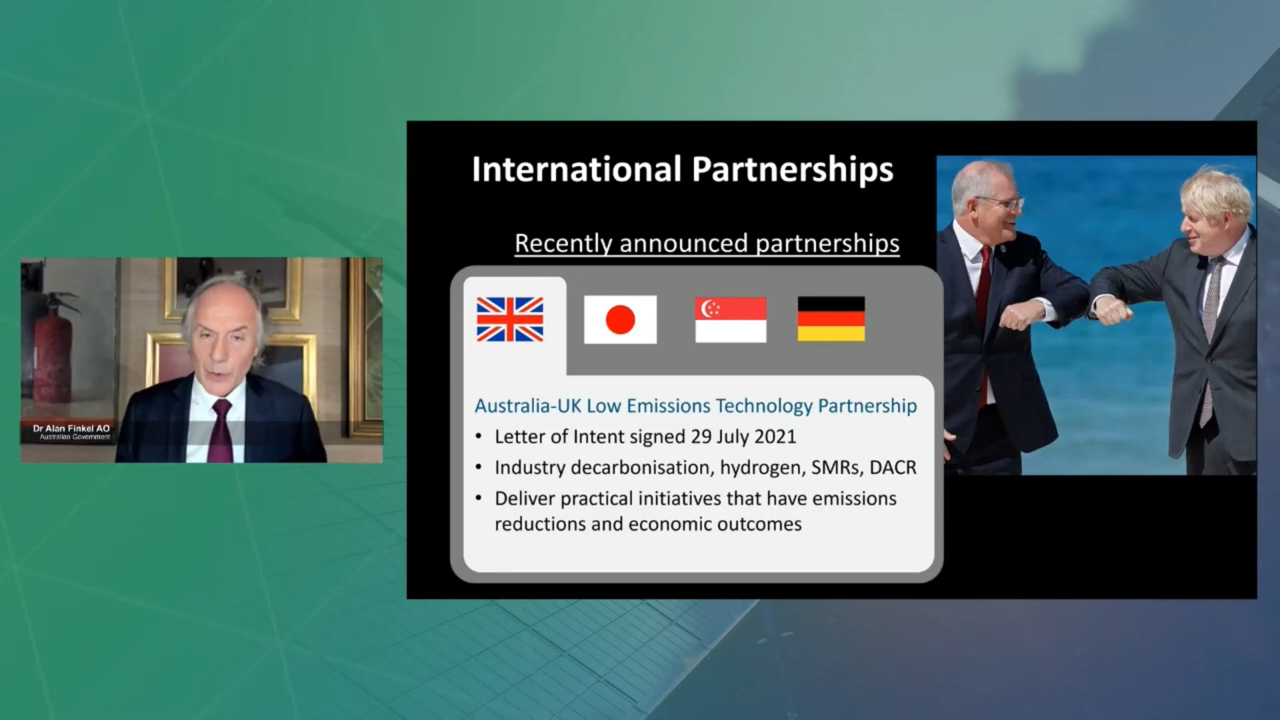 International Partnerships
Recently announced partnerships
Australia-UK Low Emissions Technology Partnership
• Letter of Intent signed 29 July 2021
• Industry decarbonisation, hydrogen, SMRs, DACR
• Deliver practical initiatives that have emissions
reductions and economic outcomes
Dr Alan Finkel AO
Australian Government